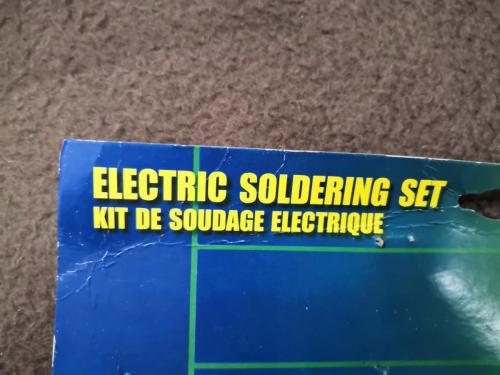 ELECTRIC SOLDERING SET
KIT DE SOUDAGE ELECTRIQUE